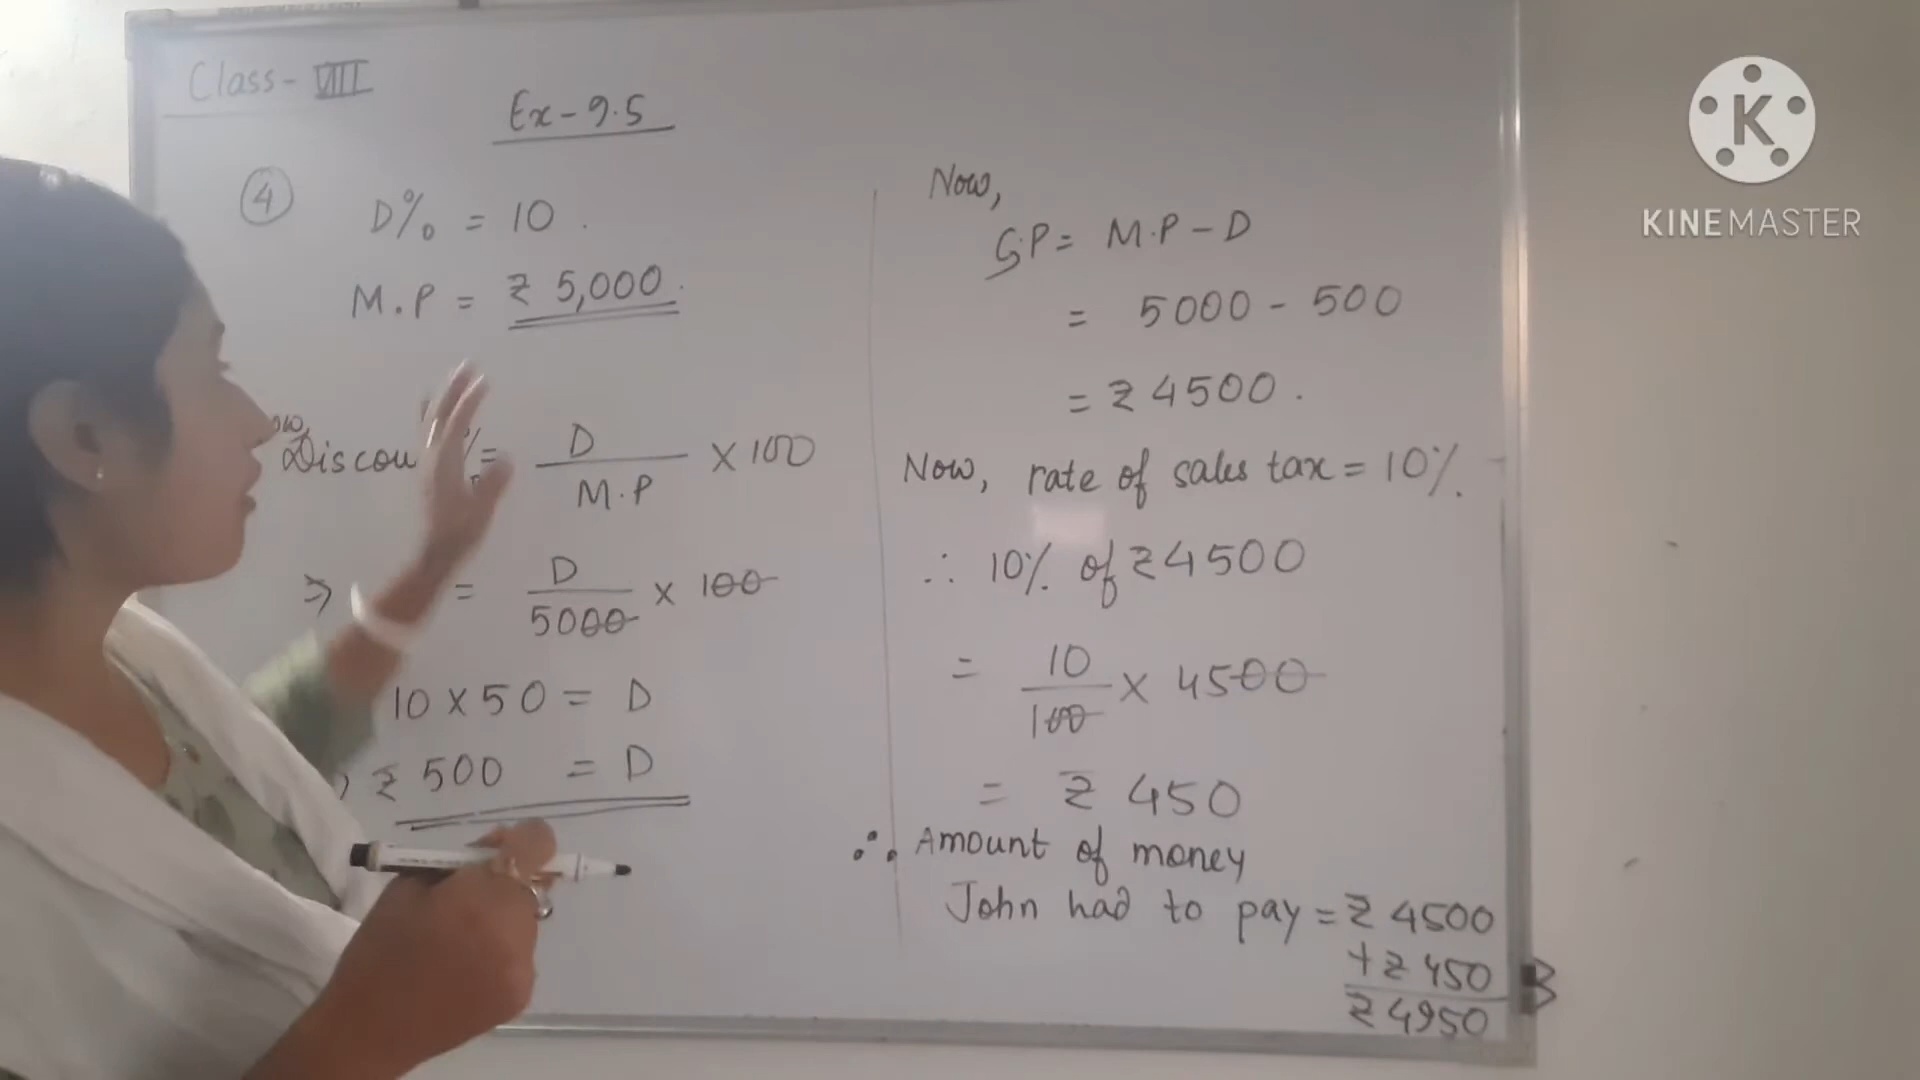 Class - VIII
Ex - 9.5
④ D% = 10.
M.P = ₹ 5,000.
D/M.P × 100
= D/5000 × 100
10 × 50 = D
₹ 500 = D
Now,
S.P = M.P - D
= 5000 - 500
= ₹ 4500.
Now, rate of sales tax = 10%.
∴ 10% of ₹ 4500
= 10/100 × 4500
= ₹ 450
∴ Amount of money
John had to pay = ₹ 4500
+ ₹ 450
₹ 4950
K
KINEMASTER